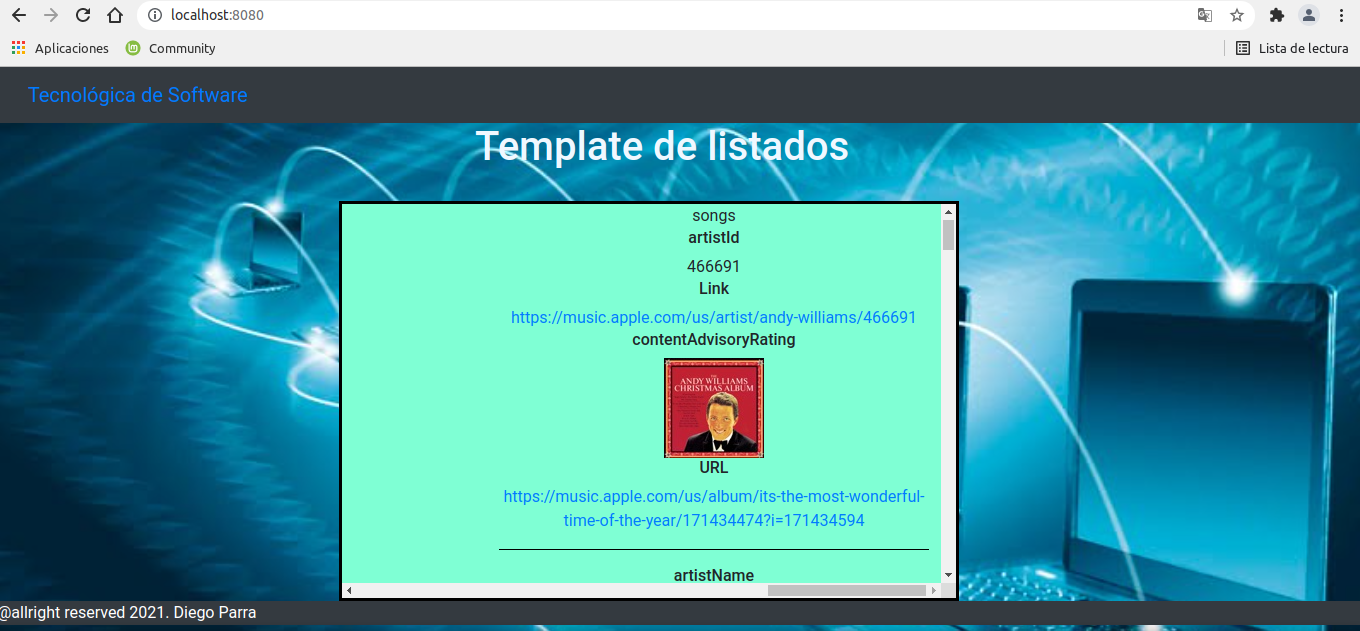 localhost:8080
Aplicaciones
Community
Lista de lectura
Tecnológica de Software
Template de listados
songs
artistId
466691
Link
https://music.apple.com/us/artist/andy-williams/466691
contentAdvisoryRating
THE
ANDY WILLIAMS
CHRISTMAS ALBUM
URL
https://music.apple.com/us/album/its-the-most-wonderful-
time-of-the-year/171434474?i=171434594
artistName
@allright reserved 2021. Diego Parra